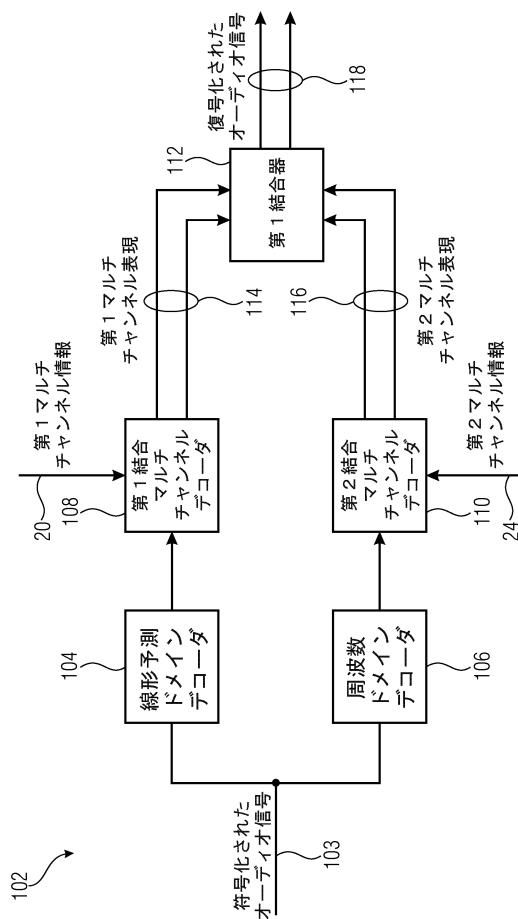 102
符号化された
オーディオ信号
103
線形予測
ドメイン
デコーダ
104
周波数
ドメイン
デコーダ
106
第1マルチ
チャンネル情報
20
第1結合
マルチ
チャンネル
デコーダ
108
第2結合
マルチ
チャンネル
デコーダ
110
第2マルチ
チャンネル情報
24
第1マルチ
チャンネル表現
114
116
第2マルチ
チャンネル表現
第1結合器
112
復号化された
オーディオ信号
118